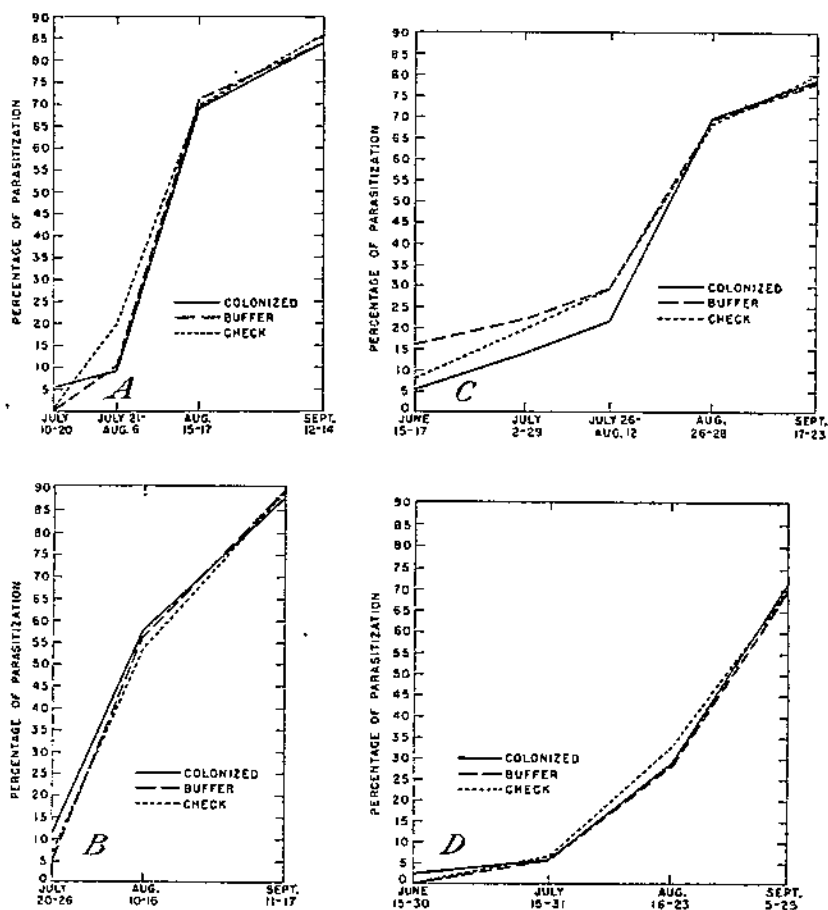 PERCENTAGE OF PARASITIZATION
90
85
80
75
70
65
60
55
50
45
40
35
30
25
20
15
10
5
0
COLONIZED
BUFFER
CHECK
A
JULY 10-20
JULY 21-AUG. 6
AUG. 15-17
SEPT. 12-14
PERCENTAGE OF PARASITIZATION
90
85
80
75
70
65
60
55
50
45
40
35
30
25
20
15
10
5
0
COLONIZED
BUFFER
CHECK
C
JUNE 15-17
JULY 2-29
JULY 26-AUG. 12
AUG. 26-28
SEPT. 17-23
PERCENTAGE OF PARASITIZATION
90
85
80
75
70
65
60
55
50
45
40
35
30
25
20
15
10
5
0
COLONIZED
BUFFER
CHECK
B
JULY 20-26
AUG. 10-16
SEPT. 11-17
PERCENTAGE OF PARASITIZATION
90
85
80
75
70
65
60
55
50
45
40
35
30
25
20
15
10
5
0
COLONIZED
BUFFER
CHECK
D
JUNE 15-30
JULY 15-31
AUG. 16-23
SEPT.